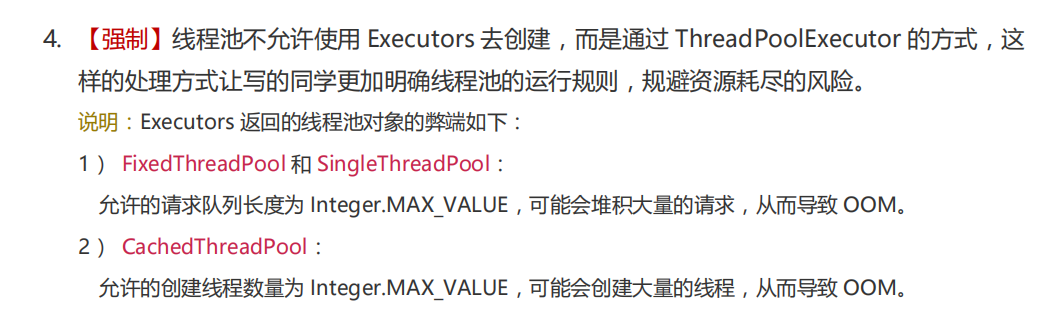 4. 【强制】线程池不允许使用 Executors 去创建，而是通过 ThreadPoolExecutor 的方式，这
样的处理方式让写的同学更加明确线程池的运行规则，规避资源耗尽的风险。
说明：Executors 返回的线程池对象的弊端如下：
1） FixedThreadPool 和 SingleThreadPool：
允许的请求队列长度为 Integer.MAX_VALUE，可能会堆积大量的请求，从而导致 OOM。
2） CachedThreadPool：
允许的创建线程数量为 Integer.MAX_VALUE，可能会创建大量的线程，从而导致 OOM。